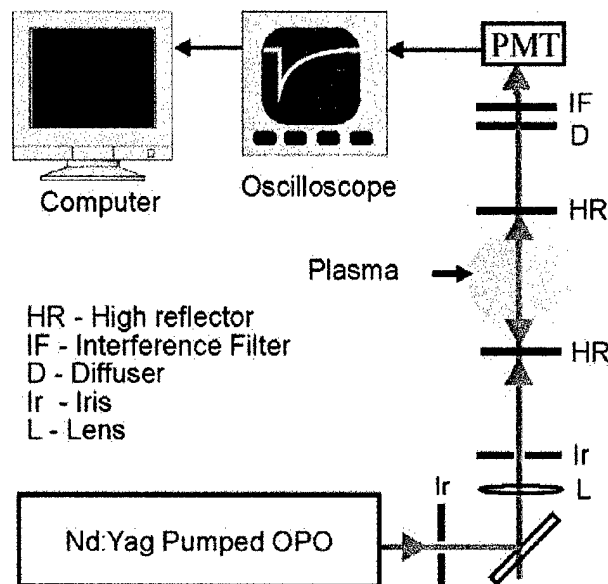 PMT
IF
D
HR
Oscilloscope
Computer
Plasma
HR
HR - High reflector
IF - Interference Filter
D - Diffuser
Ir - Iris
L - Lens
Ir
Ir
L
Nd:Yag Pumped OPO